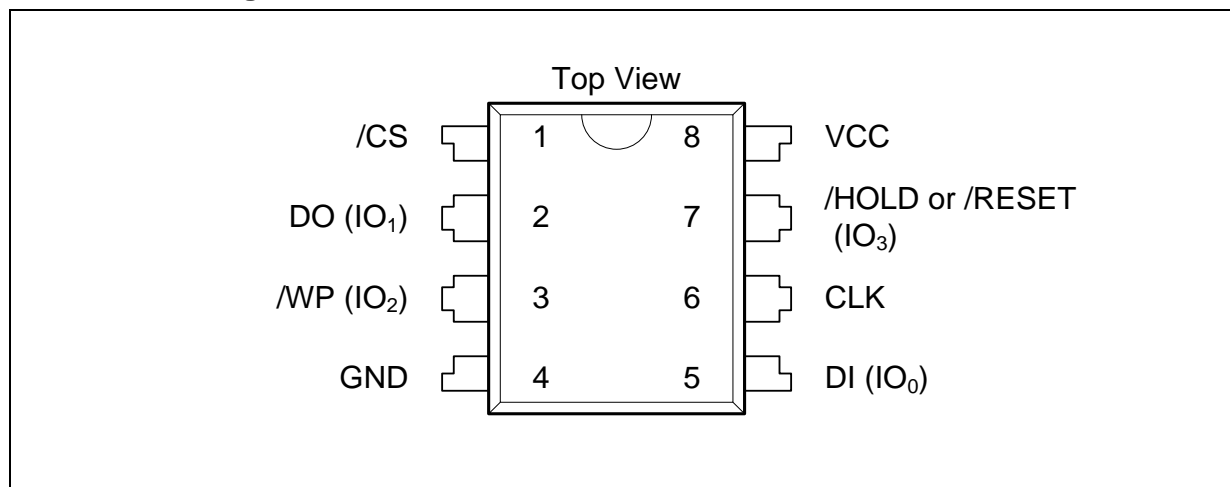 Top View
/CS 1 8 VCC
DO (IO₁) 2 7 /HOLD or /RESET
(IO₃)
/WP (IO₂) 3 6 CLK
GND 4 5 DI (IO₀)